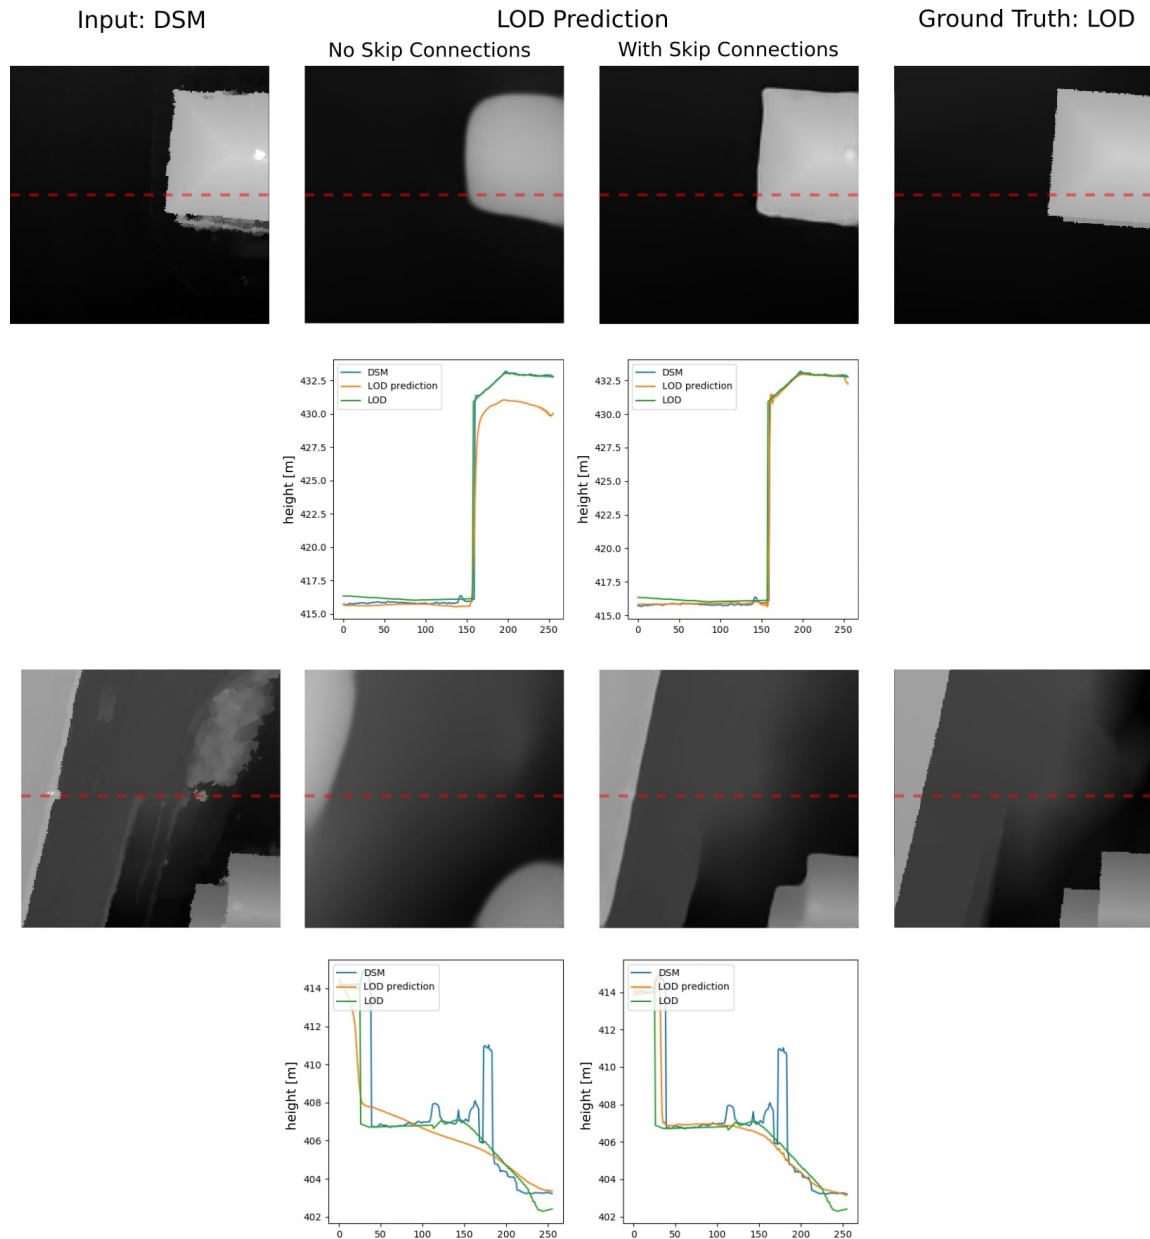 Input: DSM
LOD Prediction
Ground Truth: LOD
No Skip Connections
With Skip Connections
DSM
LOD prediction
LOD
height [m]
432.5
430.0
427.5
425.0
422.5
420.0
417.5
415.0
0 50 100 150 200 250
DSM
LOD prediction
LOD
height [m]
432.5
430.0
427.5
425.0
422.5
420.0
417.5
415.0
0 50 100 150 200 250
DSM
LOD prediction
LOD
height [m]
414
412
410
408
406
404
402
0 50 100 150 200 250
DSM
LOD prediction
LOD
height [m]
414
412
410
408
406
404
402
0 50 100 150 200 250